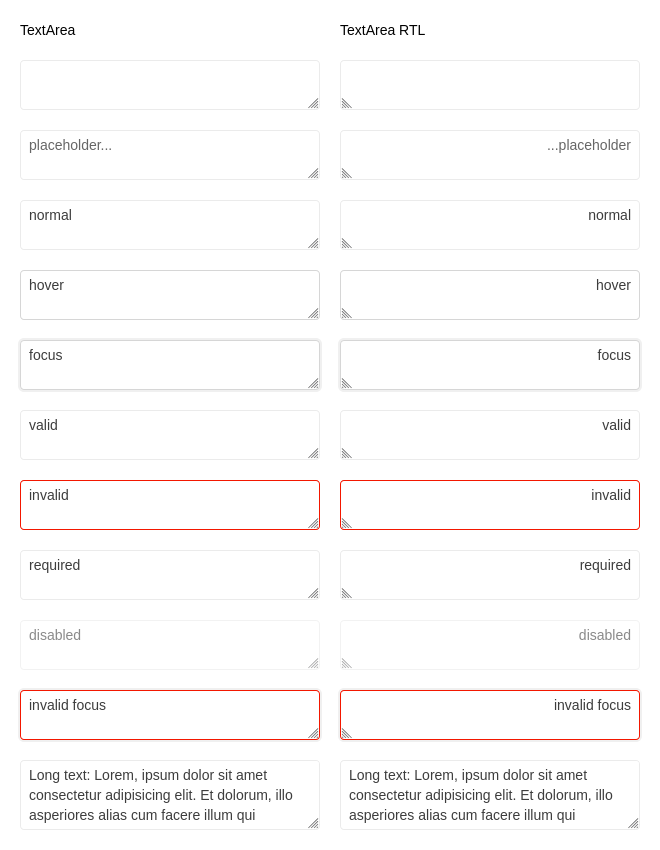 TextArea
TextArea RTL
placeholder...
...placeholder
normal
normal
hover
hover
focus
focus
valid
valid
invalid
invalid
required
required
disabled
disabled
invalid focus
invalid focus
Long text: Lorem, ipsum dolor sit amet
consectetur adipisicing elit. Et dolorum, illo
asperiores alias cum facere illum qui
Long text: Lorem, ipsum dolor sit amet
consectetur adipisicing elit. Et dolorum, illo
asperiores alias cum facere illum qui